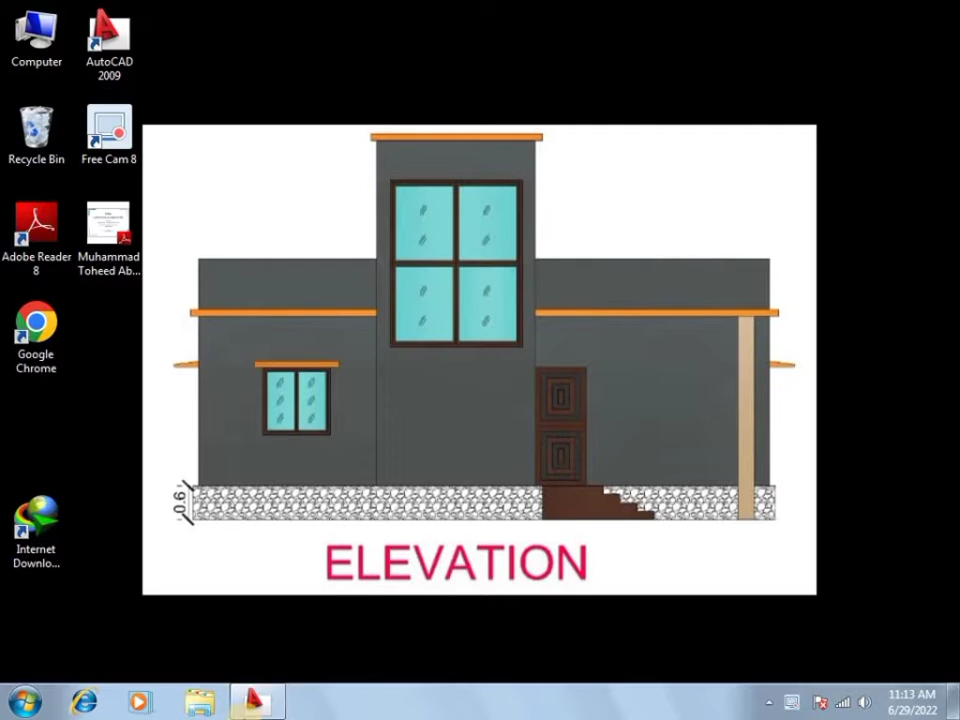 Computer
AutoCAD
2009
Recycle Bin
Free Cam 8
Adobe Reader
8
Muhammad
Toheed Ab...
Google
Chrome
Internet
Downlo...
0.6
ELEVATION
11:13 AM
6/29/2022